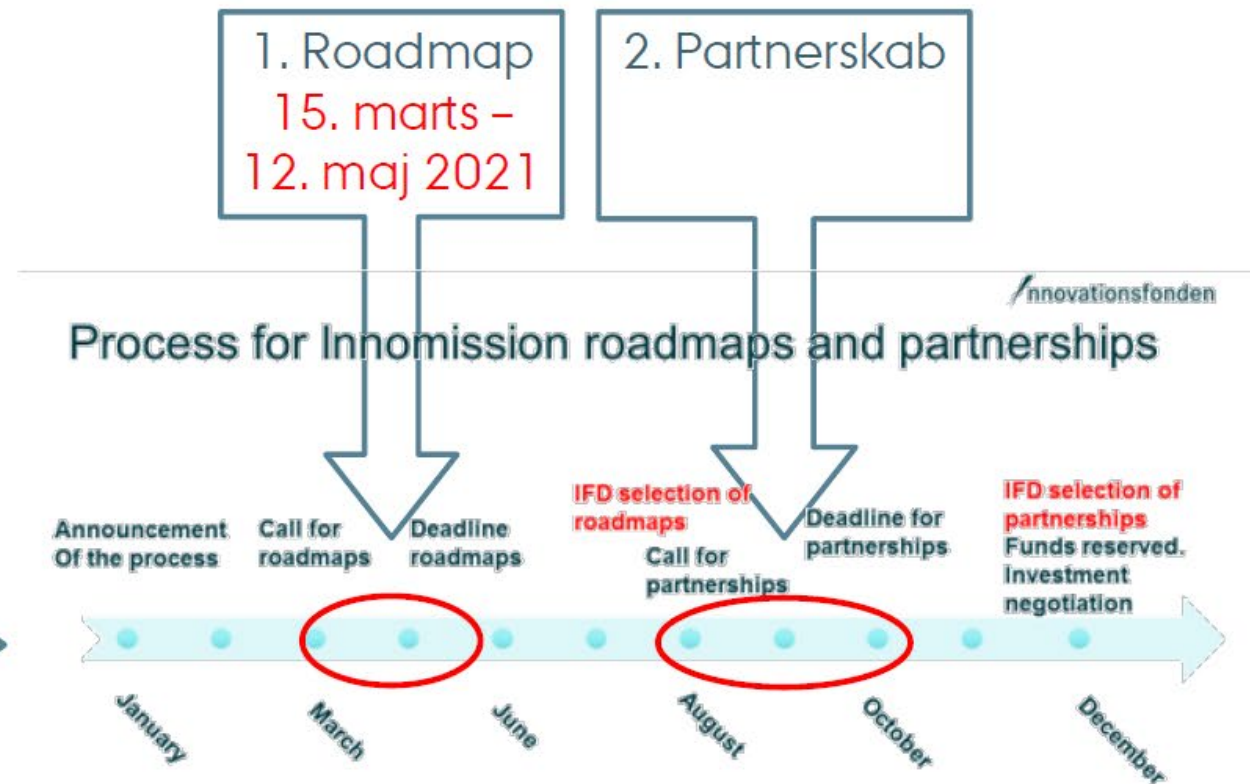 1. Roadmap
15. marts –
12. maj 2021
2. Partnerskab
Innovationsfonden
Process for Innomission roadmaps and partnerships
Announcement
Of the process
Call for
roadmaps
Deadline
roadmaps
IFD selection of
roadmaps
Call for
partnerships
Deadline for
partnerships
IFD selection of
partnerships
Funds reserved.
Investment
negotiation
January
March
June
August
October
December